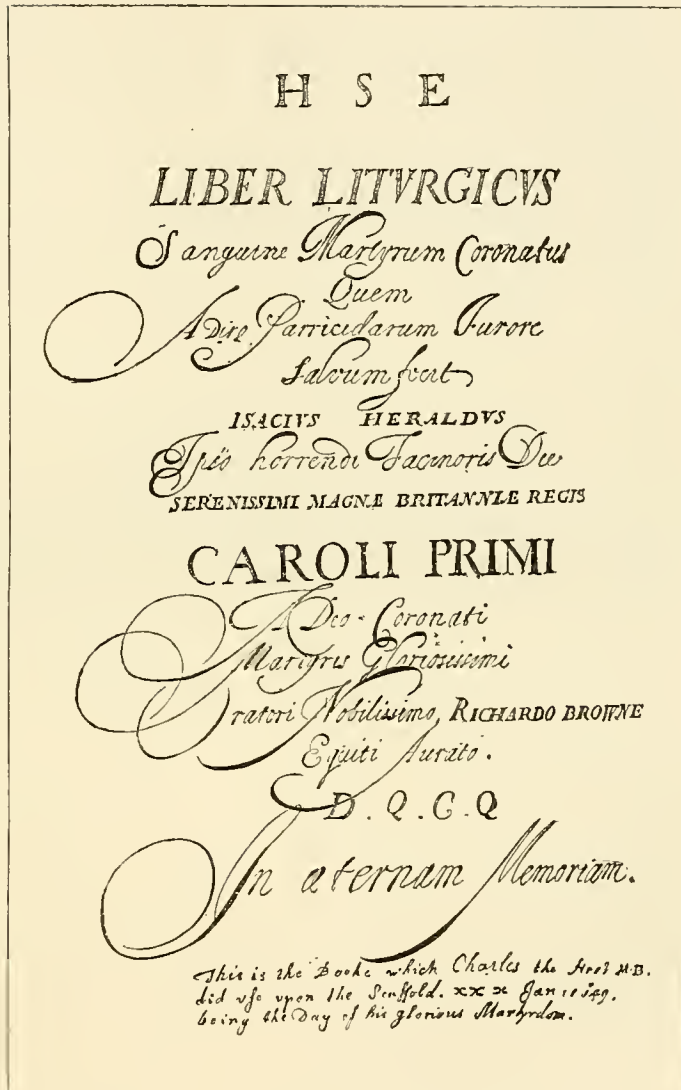 H S E
LIBER LITVRGICVS
Sanguine Martyrum Coronatus
Quem
A Diro Parricidarum Furore
salvum fecit
ISACIVS HERALDVS
Ipso horrendi Facinoris Die
SERENISSIMI MAGNÆ BRITANNIÆ REGIS
CAROLI PRIMI
A Deo-Coronati
Martyris Gloriosissimi
Oratori Nobilissimo, RICHARDO BROWNE
Equiti Aurato.
D. Q. C. Q
In æternam Memoriam.
This is the Booke which Charles the first M.B.
did vse vpon the Scaffold. xxx Jan 1649.
being the Day of his glorious Martyrdom.